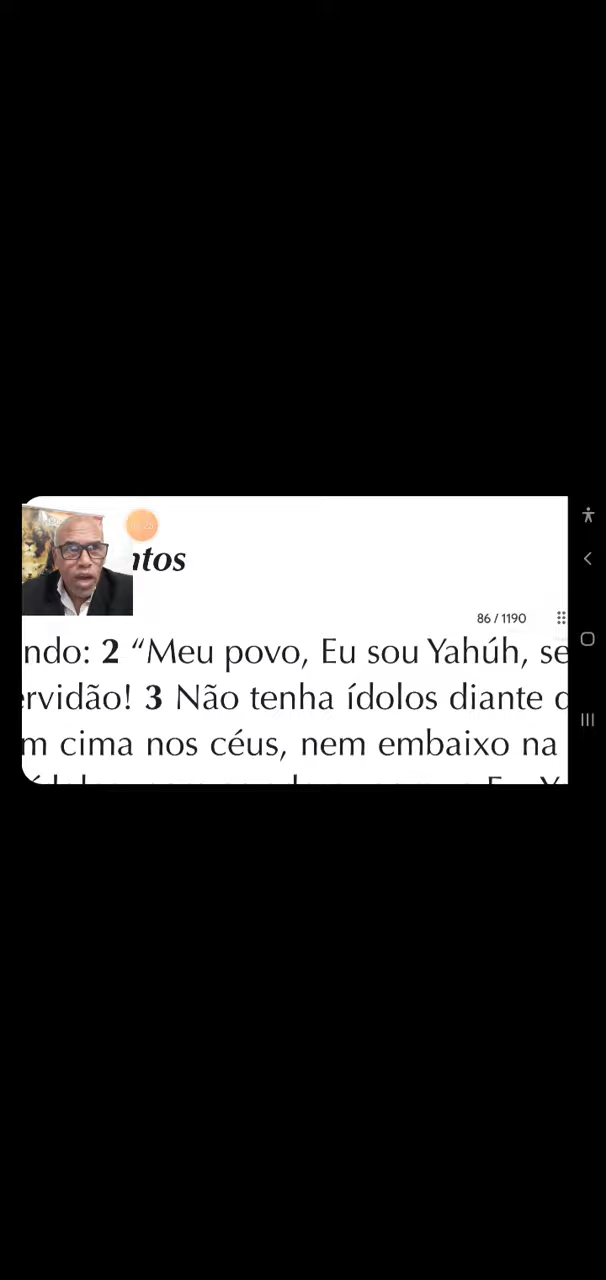 ntos
86 / 1190
ndo: 2 “Meu povo, Eu sou Yahúh, se
ervidão! 3 Não tenha ídolos diante d
m cima nos céus, nem embaixo na